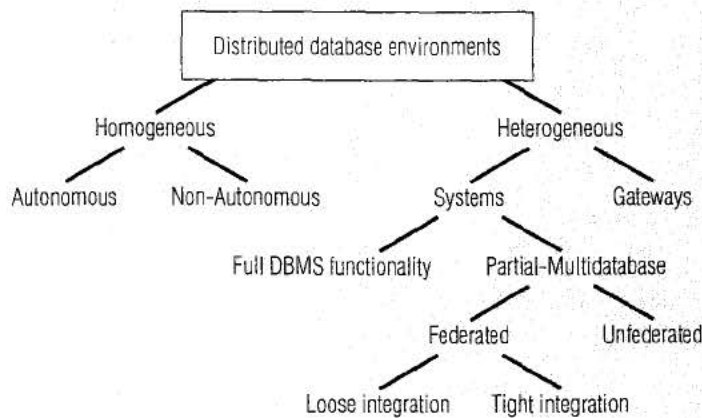 Distributed database environments
Homogeneous
Heterogeneous
Autonomous
Non-Autonomous
Systems
Gateways
Full DBMS functionality
Partial-Multidatabase
Federated
Unfederated
Loose integration
Tight integration